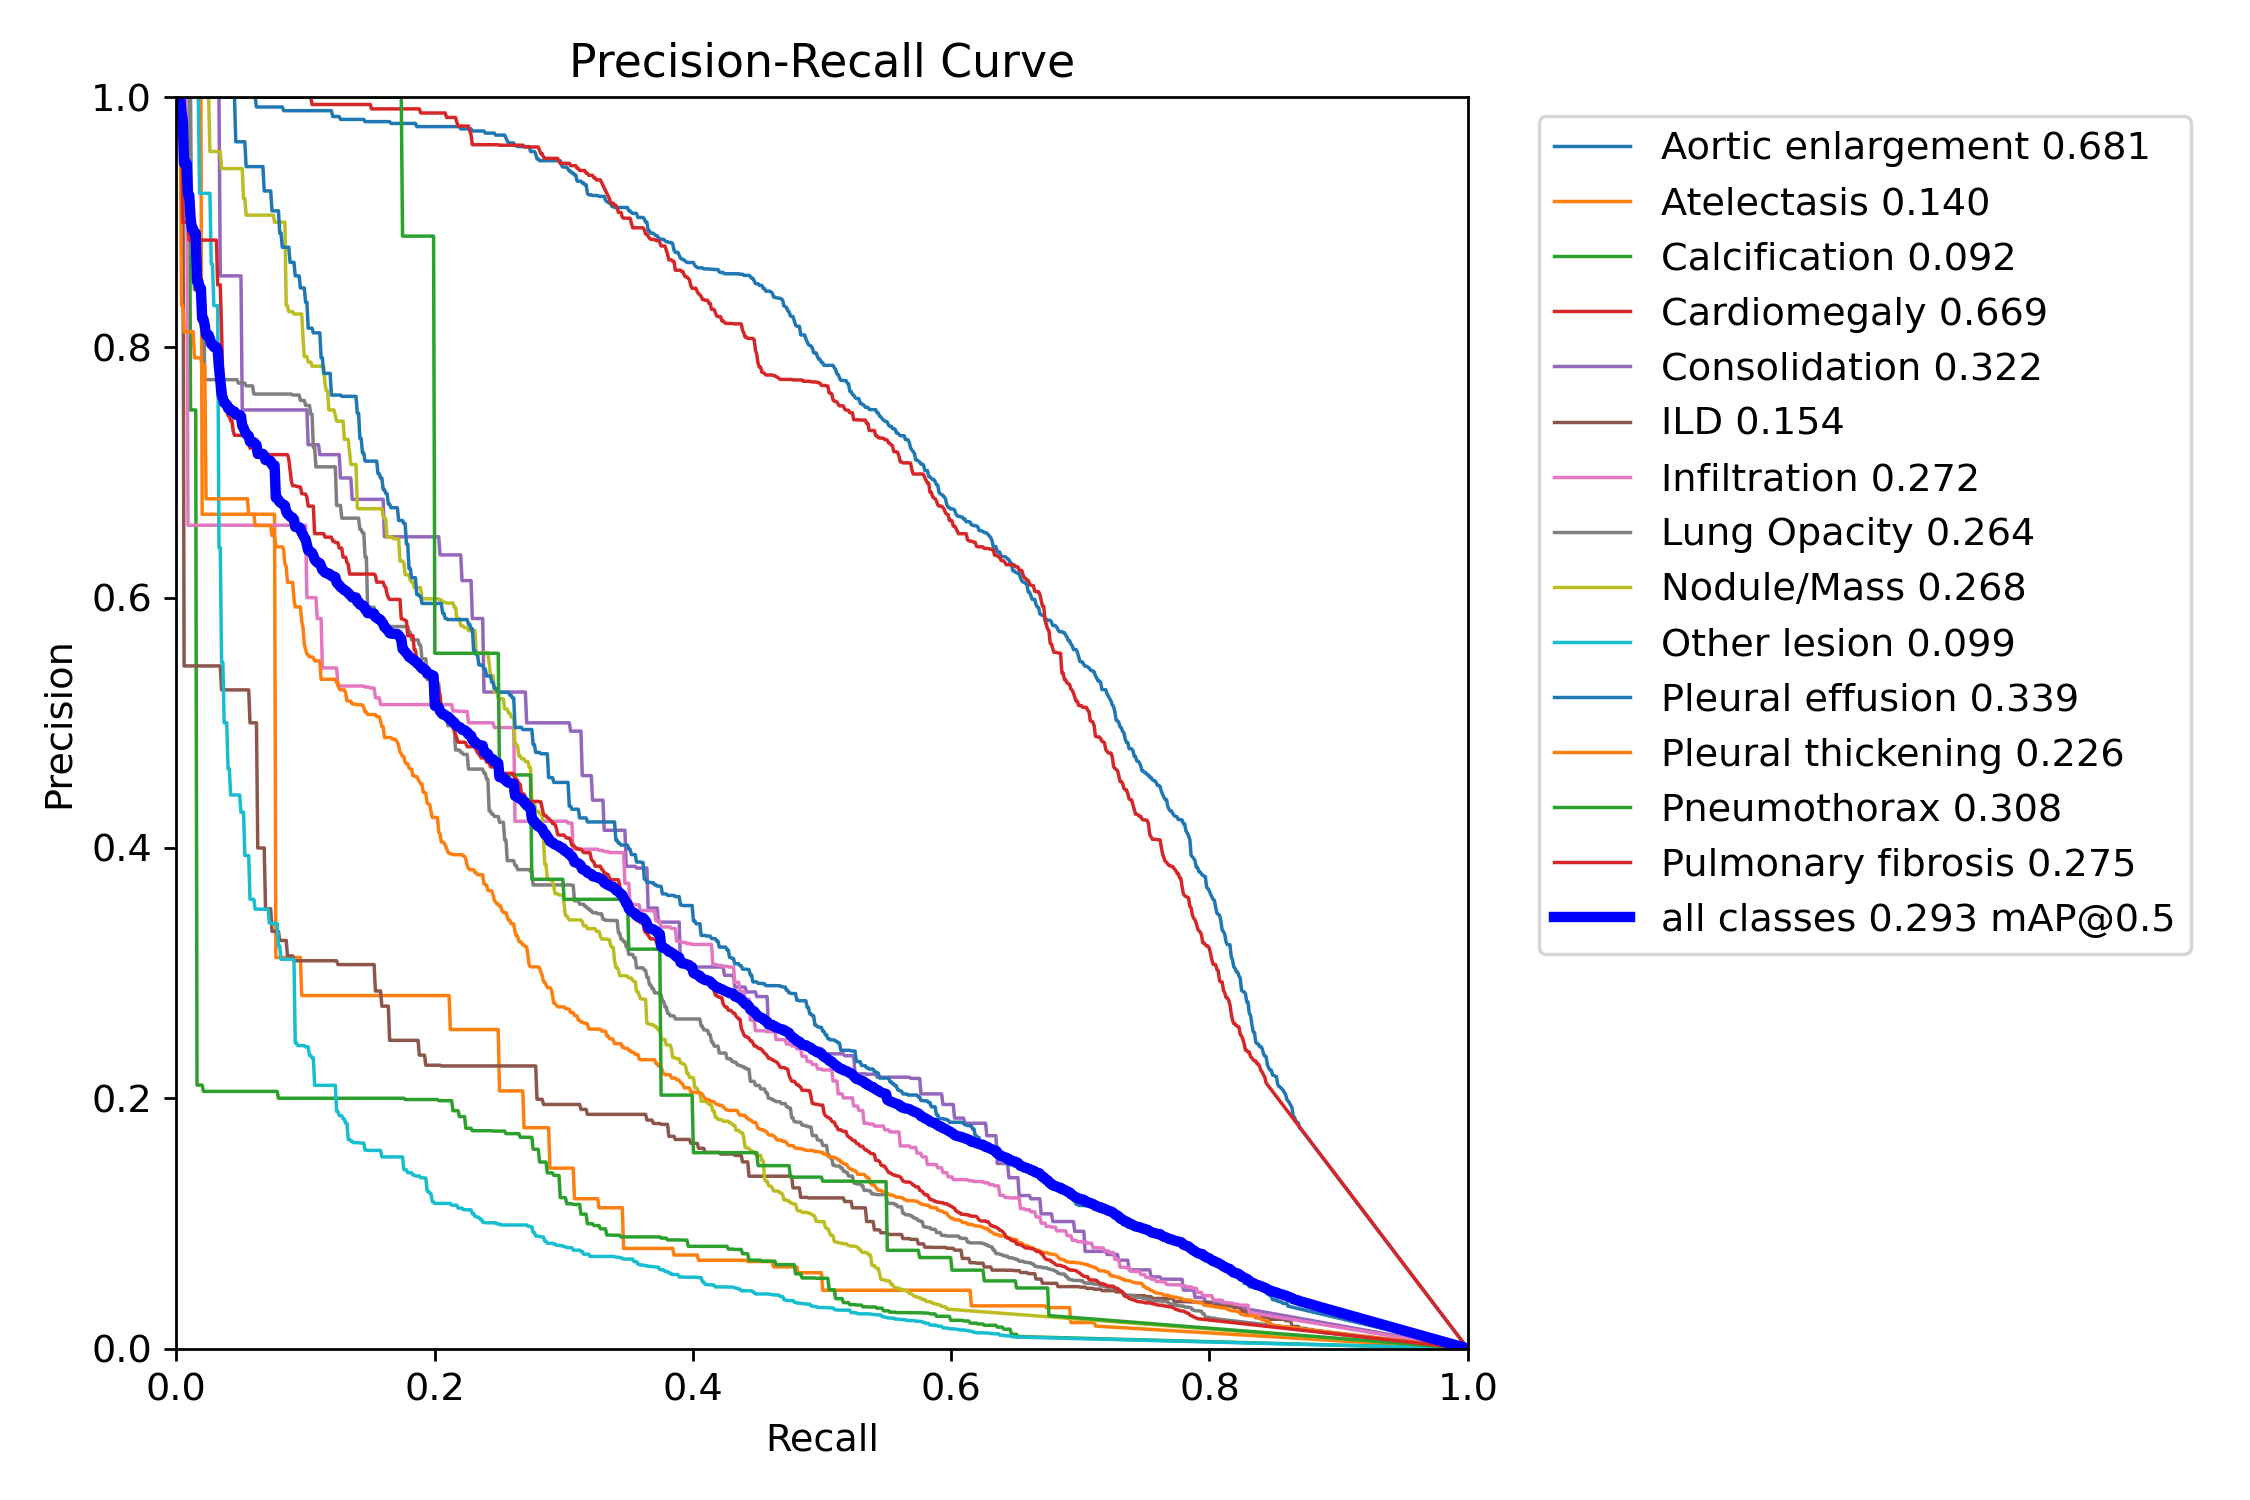 Precision-Recall Curve
1.0
0.8
0.6
0.4
0.2
0.0
Precision
0.0 0.2 0.4 0.6 0.8 1.0
Recall
Aortic enlargement 0.681
Atelectasis 0.140
Calcification 0.092
Cardiomegaly 0.669
Consolidation 0.322
ILD 0.154
Infiltration 0.272
Lung Opacity 0.264
Nodule/Mass 0.268
Other lesion 0.099
Pleural effusion 0.339
Pleural thickening 0.226
Pneumothorax 0.308
Pulmonary fibrosis 0.275
all classes 0.293 mAP@0.5